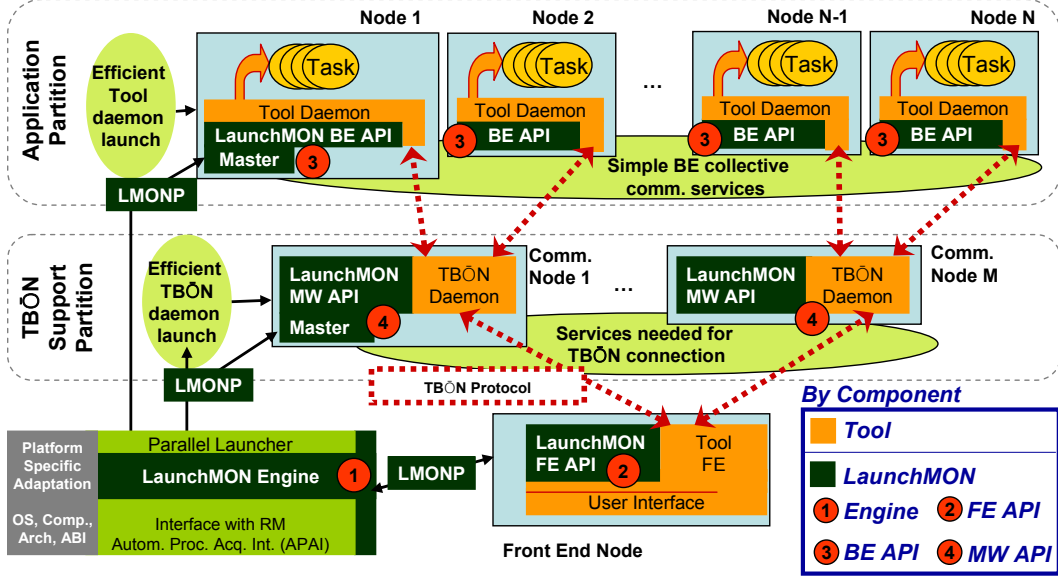 Node 1
Node 2
Node N-1
Node N
Application
Partition
Efficient
Tool
daemon
launch
Task
Tool Daemon
LaunchMON BE API
Master
3
Task
Tool Daemon
BE API
3
...
Task
Tool Daemon
BE API
3
Task
Tool Daemon
BE API
3
Simple BE collective
comm. services
LMONP
TBŌN
Support
Partition
Efficient
TBŌN
daemon
launch
LaunchMON
MW API
Master
4
TBŌN
Daemon
Comm.
Node 1
...
LaunchMON
MW API
4
TBŌN
Daemon
Comm.
Node M
Services needed for
TBŌN connection
LMONP
TBŌN Protocol
Platform
Specific
Adaptation
OS, Comp.,
Arch, ABI
Parallel Launcher
LaunchMON Engine
1
Interface with RM
Autom. Proc. Acq. Int. (APAI)
LMONP
LaunchMON
FE API
2
Tool
FE
User Interface
Front End Node
By Component
Tool
LaunchMON
1 Engine
2 FE API
3 BE API
4 MW API